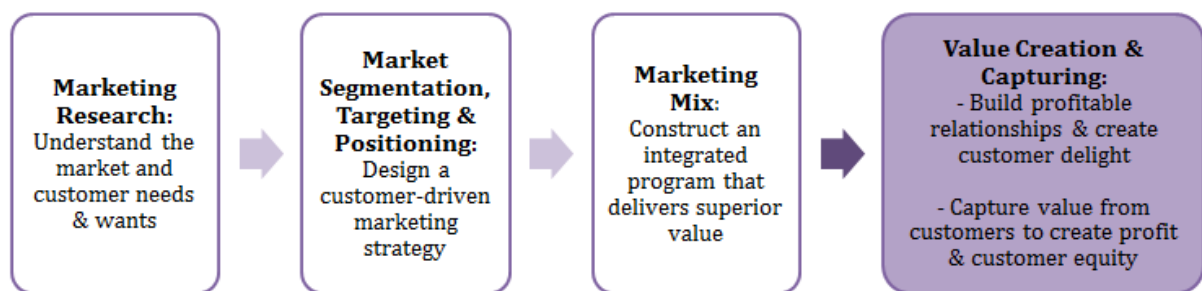 Marketing
Research:
Understand the
market and
customer needs
& wants
Market
Segmentation,
Targeting &
Positioning:
Design a
customer-driven
marketing
strategy
Marketing
Mix:
Construct an
integrated
program that
delivers superior
value
Value Creation &
Capturing:
- Build profitable
relationships & create
customer delight
- Capture value from
customers to create profit
& customer equity